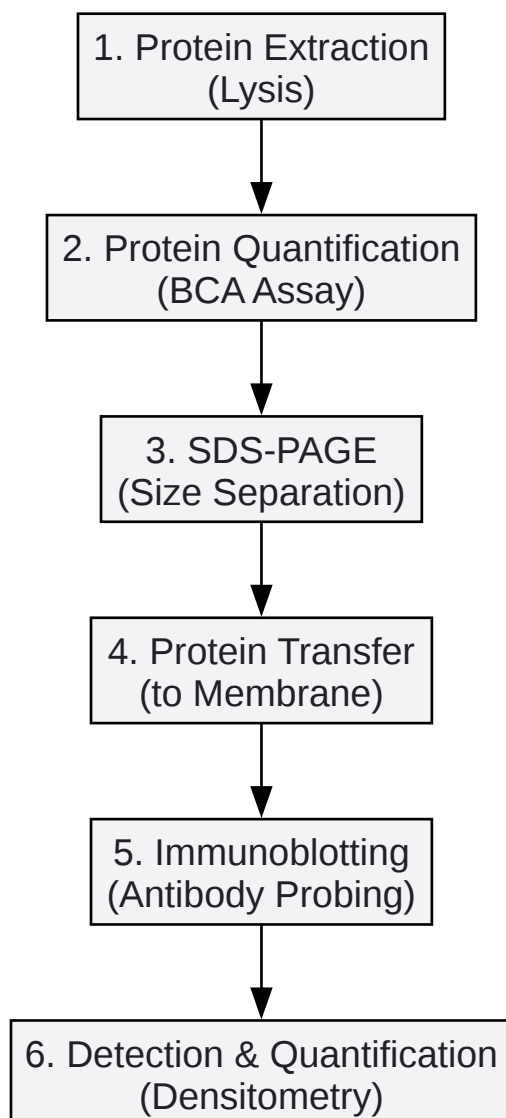 1. Protein Extraction
(Lysis)
2. Protein Quantification
(BCA Assay)
3. SDS-PAGE
(Size Separation)
4. Protein Transfer
(to Membrane)
5. Immunoblotting
(Antibody Probing)
6. Detection & Quantification
(Densitometry)